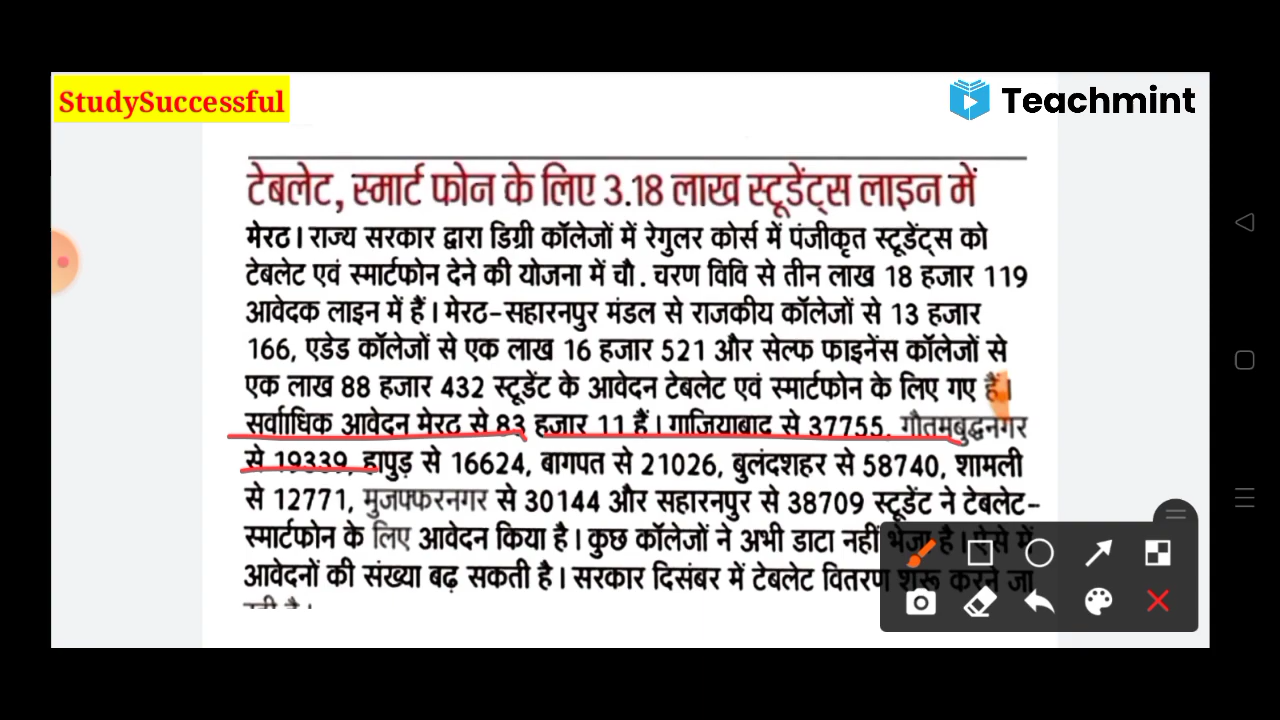 StudySuccessful
Teachmint
टेबलेट, स्मार्ट फोन के लिए 3.18 लाख स्टूडेंट्स लाइन में
मेरठ। राज्य सरकार द्वारा डिग्री कॉलेजों में रेगुलर कोर्स में पंजीकृत स्टूडेंट्स को
टेबलेट एवं स्मार्टफोन देने की योजना में चौ. चरण विवि से तीन लाख 18 हजार 119
आवेदक लाइन में हैं। मेरठ-सहारनपुर मंडल से राजकीय कॉलेजों से 13 हजार
166, एडेड कॉलेजों से एक लाख 16 हजार 521 और सेल्फ फाइनेंस कॉलेजों से
एक लाख 88 हजार 432 स्टूडेंट के आवेदन टेबलेट एवं स्मार्टफोन के लिए गए हैं।
सर्वााधिक आवेदन मेरठ से 83 हजार 11 हैं। गाजियाबाद से 37755, गौतमबुद्धनगर
से 19339, हापुड़ से 16624, बागपत से 21026, बुलंदशहर से 58740, शामली
से 12771, मुजफ्फरनगर से 30144 और सहारनपुर से 38709 स्टूडेंट ने टेबलेट-
स्मार्टफोन के लिए आवेदन किया है। कुछ कॉलेजों ने अभी डाटा नहीं भेजा है। ऐसे में
आवेदनों की संख्या बढ़ सकती है। सरकार दिसंबर में टेबलेट वितरण शुरू करने जा